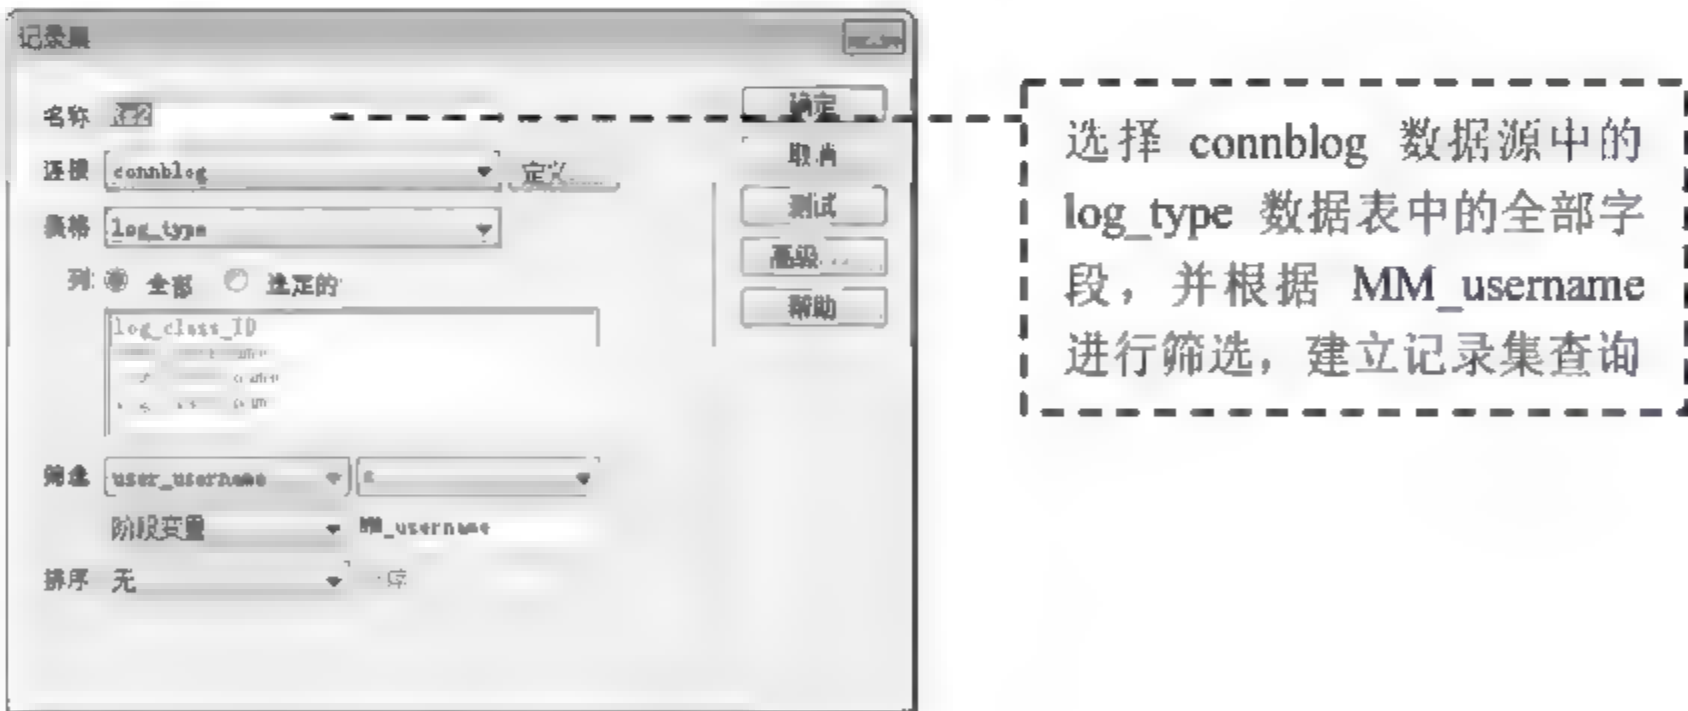 记录集
名称
确定
连接 connblog 定义...
取消
表格 log_type
测试
列: 全部 选定的:
高级...
log_class_ID
帮助
筛选 user_username =
阶段变量 MM_username
排序 无
选择 connblog 数据源中的
log_type 数据表中的全部字
段，并根据 MM_username
进行筛选，建立记录集查询